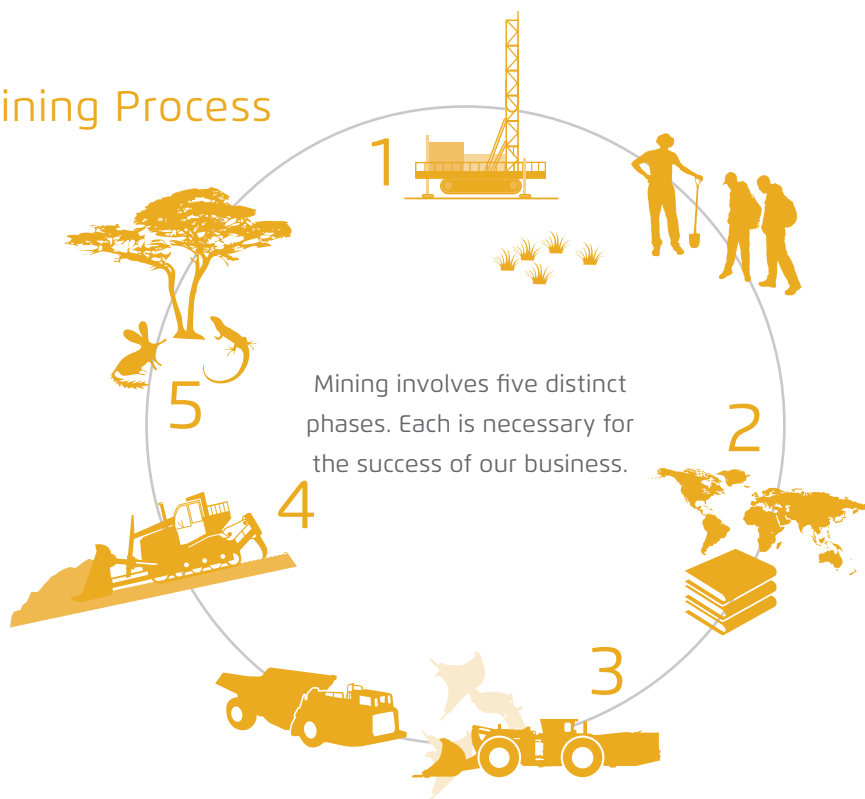 ining Process
1
Mining involves five distinct
phases. Each is necessary for
the success of our business.
2
3
4
5